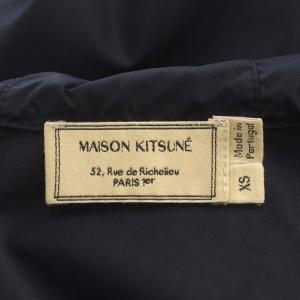 MAISON KITSUNÉ
52, Rue de Richelieu
PARIS 1er
Made in
Portugal
XS